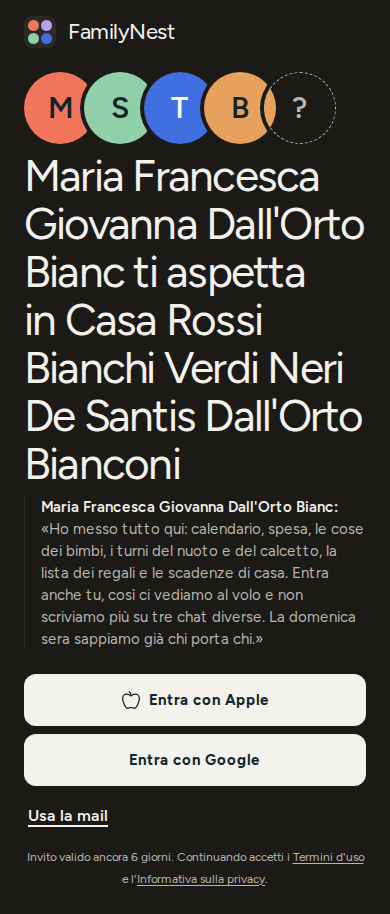 FamilyNest
M S T B ?
Maria Francesca
Giovanna Dall'Orto
Bianc ti aspetta
in Casa Rossi
Bianchi Verdi Neri
De Santis Dall'Orto
Bianconi
Maria Francesca Giovanna Dall'Orto Bianc:
«Ho messo tutto qui: calendario, spesa, le cose
dei bimbi, i turni del nuoto e del calcetto, la
lista dei regali e le scadenze di casa. Entra
anche tu, così ci vediamo al volo e non
scriviamo più su tre chat diverse. La domenica
sera sappiamo già chi porta chi.»
Entra con Apple
Entra con Google
Usa la mail
Invito valido ancora 6 giorni. Continuando accetti i Termini d'uso
e l'Informativa sulla privacy.